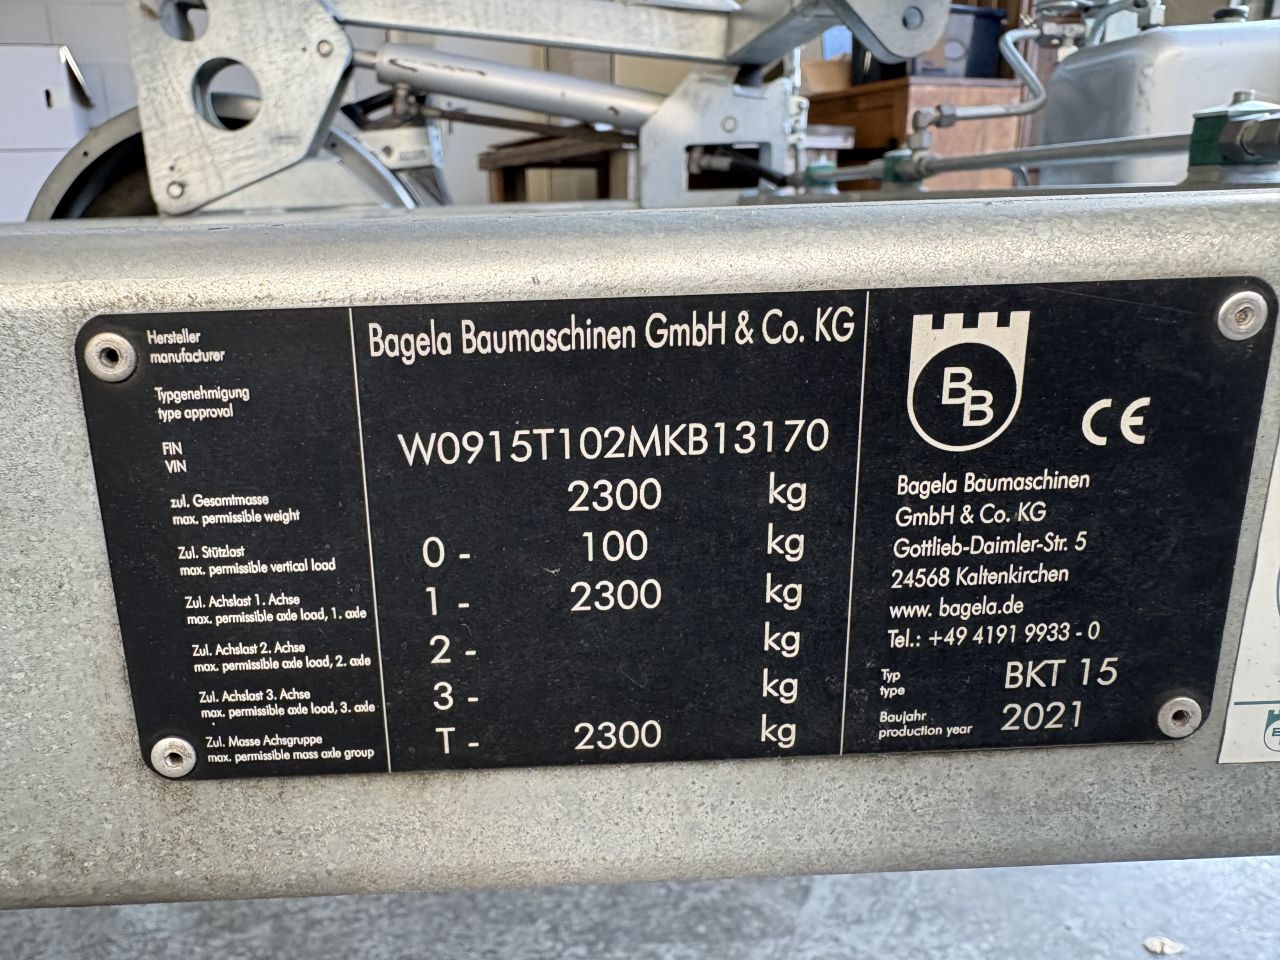 Hersteller
manufacturer
Bagela Baumaschinen GmbH & Co. KG
Typgenehmigung
type approval
FIN
VIN
W0915T102MKB13170
zul. Gesamtmasse
max. permissible weight
2300 kg
Zul. Stützlast
max. permissible vertical load
0 - 100 kg
Zul. Achslast 1. Achse
max. permissible axle load, 1. axle
1 - 2300 kg
Zul. Achslast 2. Achse
max. permissible axle load, 2. axle
2 - kg
Zul. Achslast 3. Achse
max. permissible axle load, 3. axle
3 - kg
Zul. Masse Achsgruppe
max. permissible mass axle group
T - 2300 kg
BB
CE
Bagela Baumaschinen
GmbH & Co. KG
Gottlieb-Daimler-Str. 5
24568 Kaltenkirchen
www. bagela.de
Tel.: +49 4191 9933 - 0
Typ
type
BKT 15
Baujahr
production year
2021